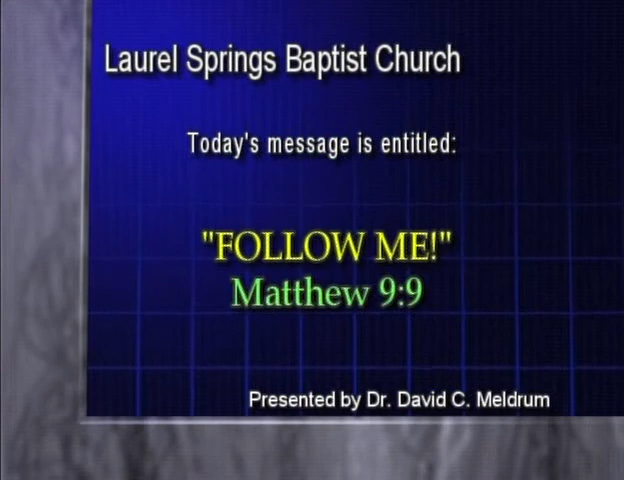 Laurel Springs Baptist Church
Today's message is entitled:
"FOLLOW ME!"
Matthew 9:9
Presented by Dr. David C. Meldrum